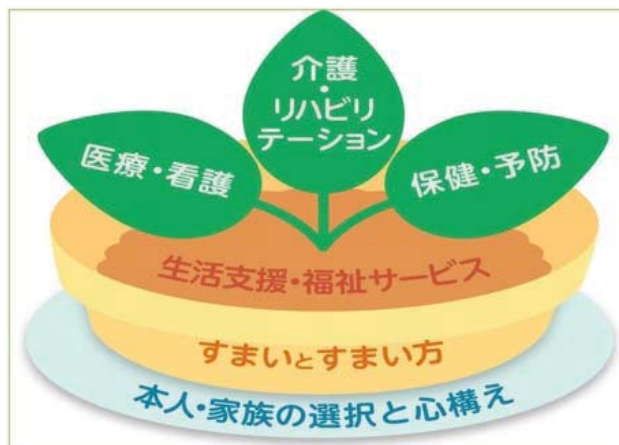 介護
・
リハビリ
テーション
医療・看護
保健・予防
生活支援・福祉サービス
すまいとすまい方
本人・家族の選択と心構え